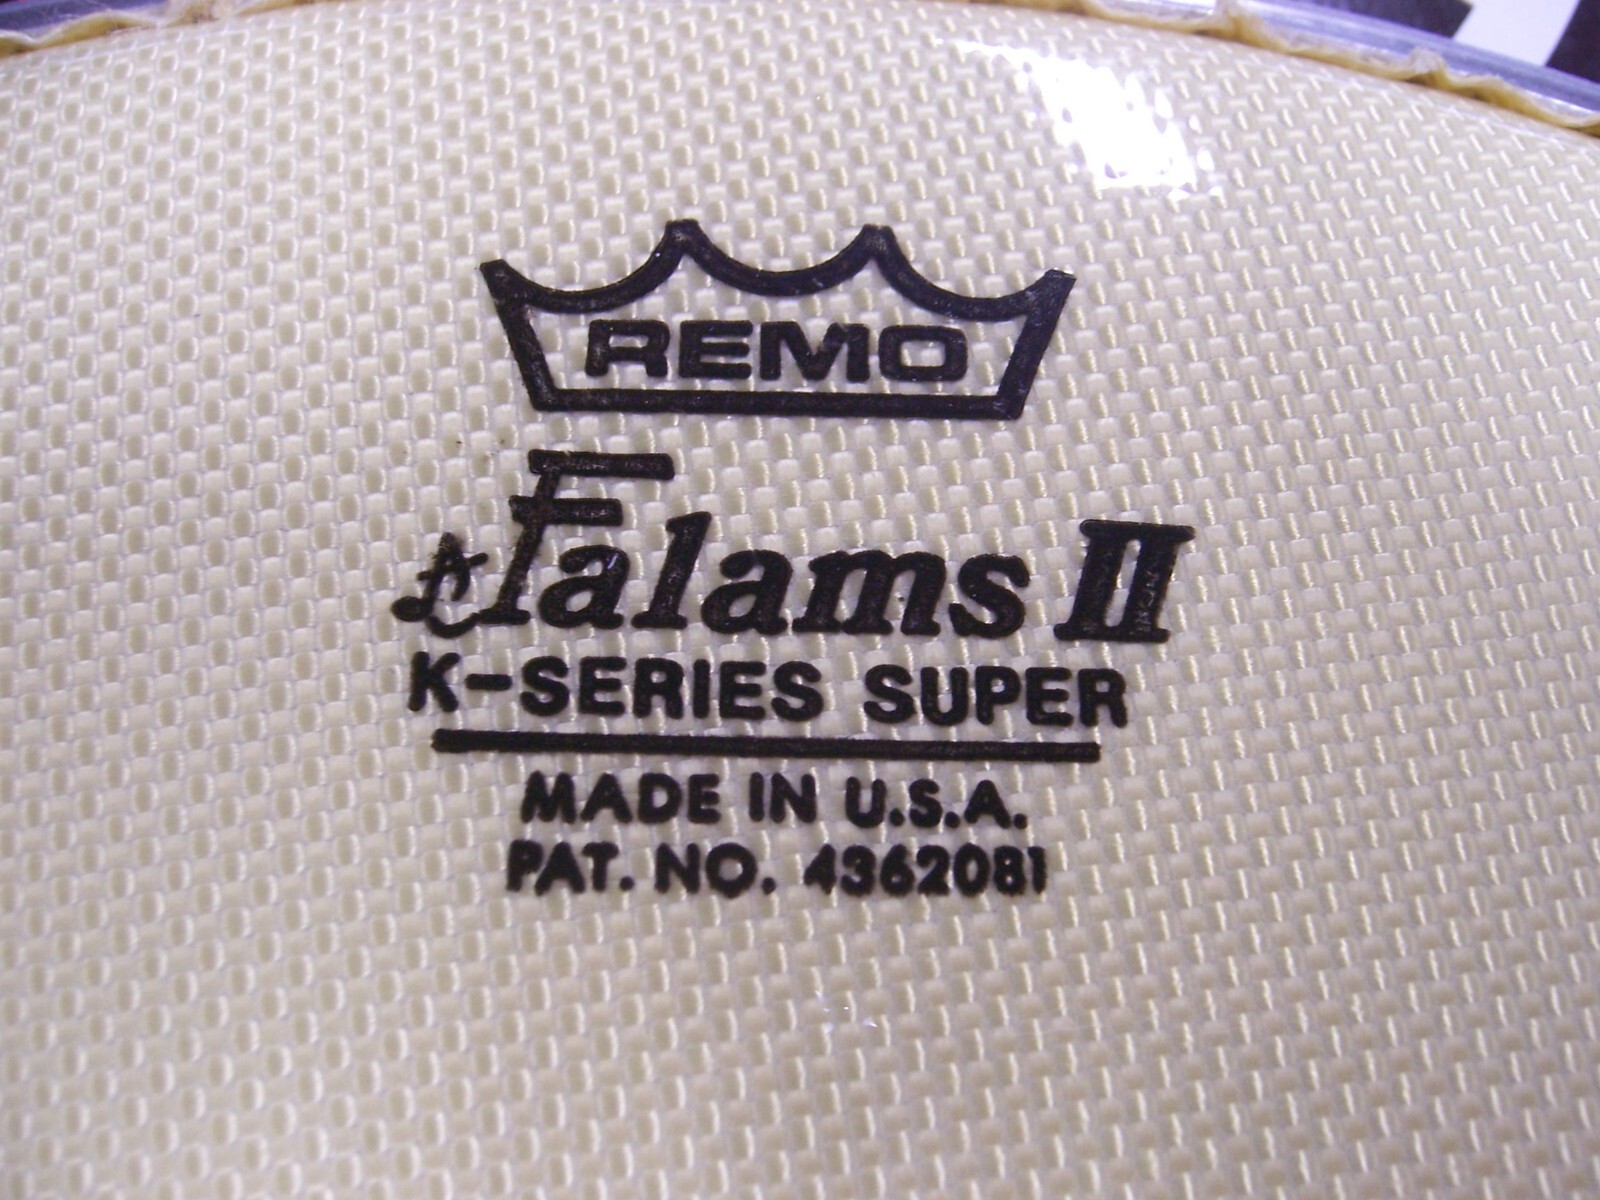 REMO
Falams II
K-SERIES SUPER
MADE IN U.S.A.
PAT. NO. 4362081